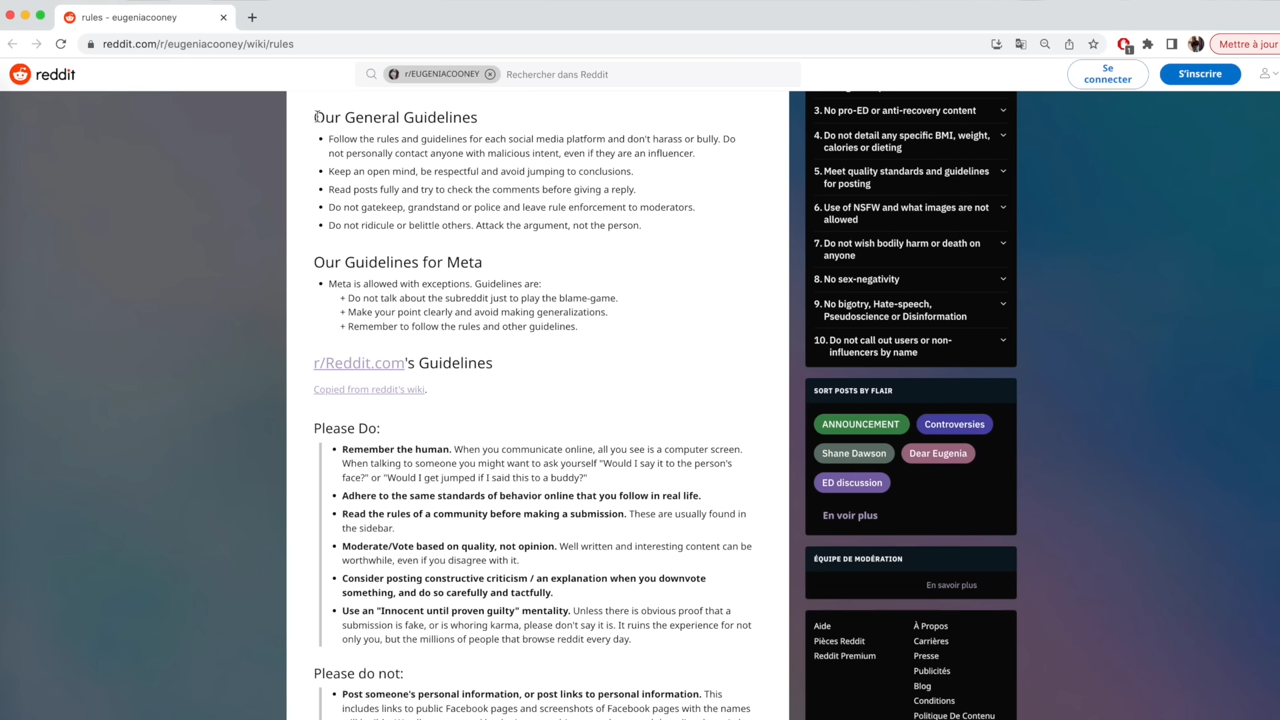 rules - eugeniacooney
reddit.com/r/eugeniacooney/wiki/rules
1
Mettre à jour
reddit
r/EUGENIACOONEY
Rechercher dans Reddit
Se
connecter
S'inscrire
Our General Guidelines
Follow the rules and guidelines for each social media platform and don't harass or bully. Do
not personally contact anyone with malicious intent, even if they are an influencer.
Keep an open mind, be respectful and avoid jumping to conclusions.
Read posts fully and try to check the comments before giving a reply.
Do not gatekeep, grandstand or police and leave rule enforcement to moderators.
Do not ridicule or belittle others. Attack the argument, not the person.
Our Guidelines for Meta
Meta is allowed with exceptions. Guidelines are:
+ Do not talk about the subreddit just to play the blame-game.
+ Make your point clearly and avoid making generalizations.
+ Remember to follow the rules and other guidelines.
r/Reddit.com's Guidelines
Copied from reddit's wiki.
Please Do:
Remember the human. When you communicate online, all you see is a computer screen.
When talking to someone you might want to ask yourself "Would I say it to the person's
face?" or "Would I get jumped if I said this to a buddy?"
Adhere to the same standards of behavior online that you follow in real life.
Read the rules of a community before making a submission. These are usually found in
the sidebar.
Moderate/Vote based on quality, not opinion. Well written and interesting content can be
worthwhile, even if you disagree with it.
Consider posting constructive criticism / an explanation when you downvote
something, and do so carefully and tactfully.
Use an "Innocent until proven guilty" mentality. Unless there is obvious proof that a
submission is fake, or is whoring karma, please don't say it is. It ruins the experience for not
only you, but the millions of people that browse reddit every day.
Please do not:
Post someone's personal information, or post links to personal information. This
includes links to public Facebook pages and screenshots of Facebook pages with the names
3. No pro-ED or anti-recovery content
4. Do not detail any specific BMI, weight,
calories or dieting
5. Meet quality standards and guidelines
for posting
6. Use of NSFW and what images are not
allowed
7. Do not wish bodily harm or death on
anyone
8. No sex-negativity
9. No bigotry, Hate-speech,
Pseudoscience or Disinformation
10. Do not call out users or non-
influencers by name
SORT POSTS BY FLAIR
ANNOUNCEMENT
Controversies
Shane Dawson
Dear Eugenia
ED discussion
En voir plus
ÉQUIPE DE MODÉRATION
En savoir plus
Aide
Pièces Reddit
Reddit Premium
À Propos
Carrières
Presse
Publicités
Blog
Conditions
Politique De Contenu